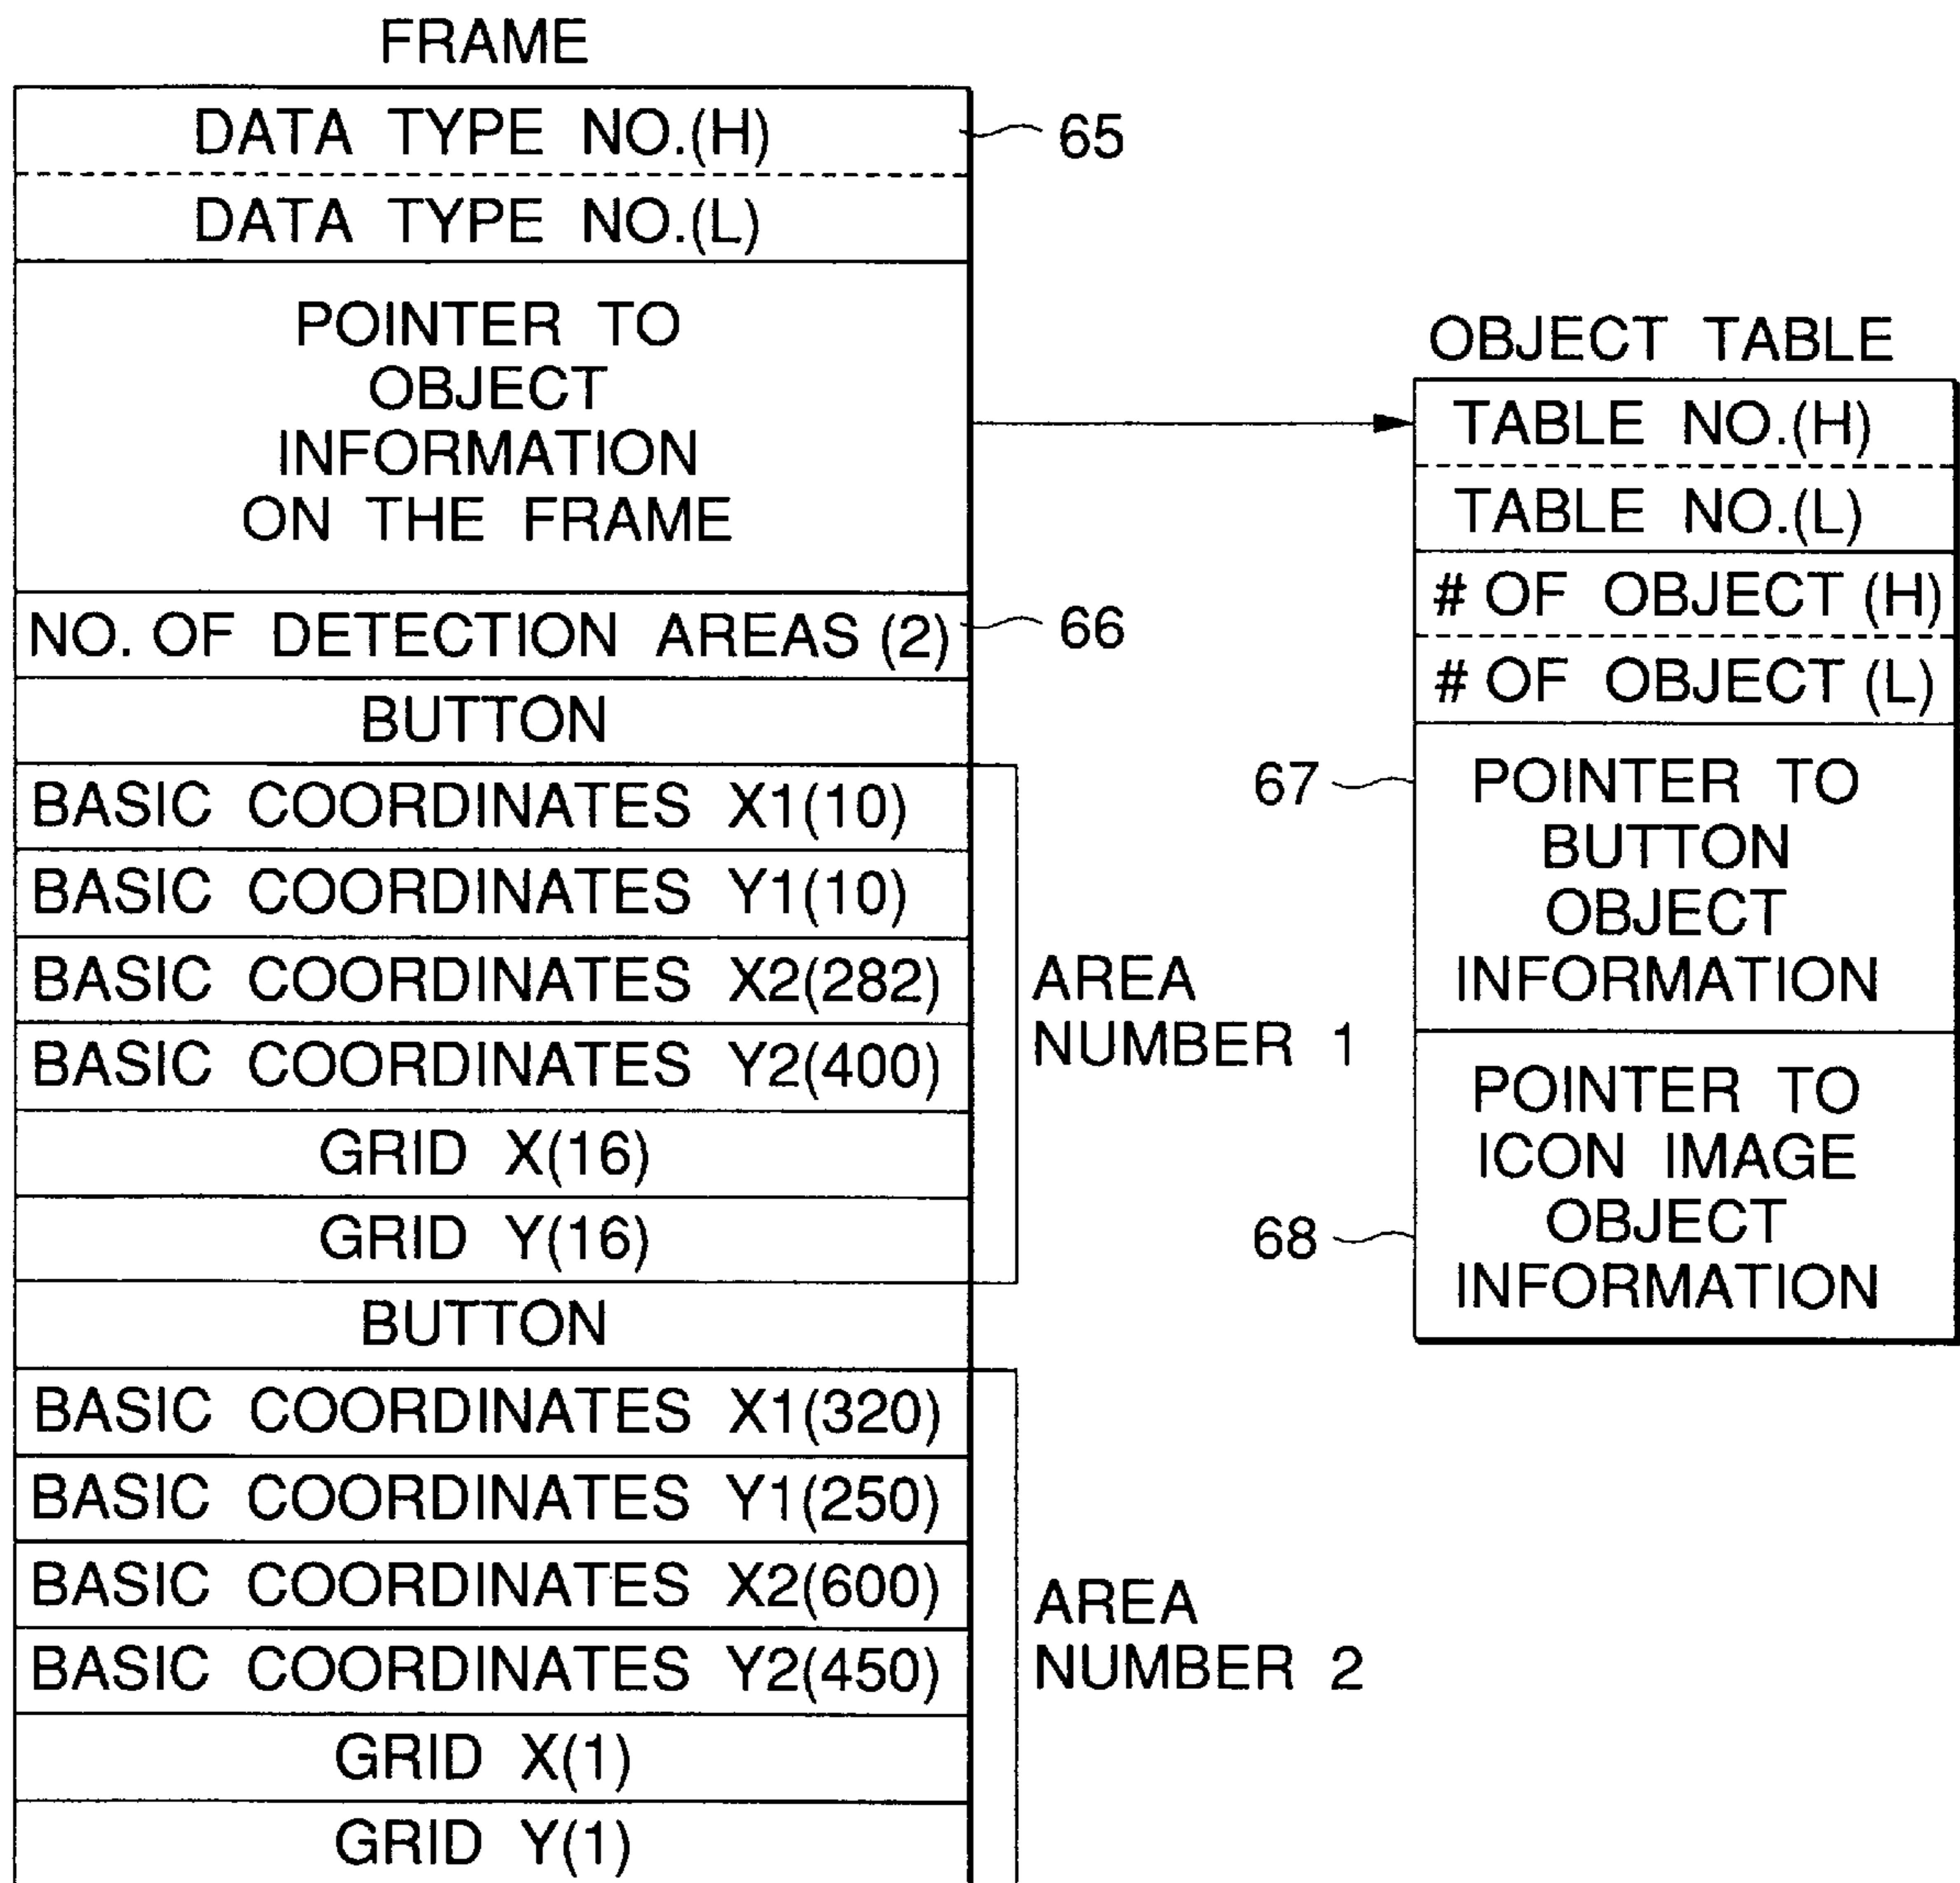 FRAME
DATA TYPE NO.(H)
65
DATA TYPE NO.(L)
POINTER TO
OBJECT
INFORMATION
ON THE FRAME
NO. OF DETECTION AREAS (2)
66
BUTTON
BASIC COORDINATES X1(10)
BASIC COORDINATES Y1(10)
BASIC COORDINATES X2(282)
BASIC COORDINATES Y2(400)
GRID X(16)
GRID Y(16)
AREA
NUMBER 1
BUTTON
BASIC COORDINATES X1(320)
BASIC COORDINATES Y1(250)
BASIC COORDINATES X2(600)
BASIC COORDINATES Y2(450)
GRID X(1)
GRID Y(1)
AREA
NUMBER 2
OBJECT TABLE
TABLE NO.(H)
TABLE NO.(L)
# OF OBJECT (H)
# OF OBJECT (L)
67
POINTER TO
BUTTON
OBJECT
INFORMATION
68
POINTER TO
ICON IMAGE
OBJECT
INFORMATION